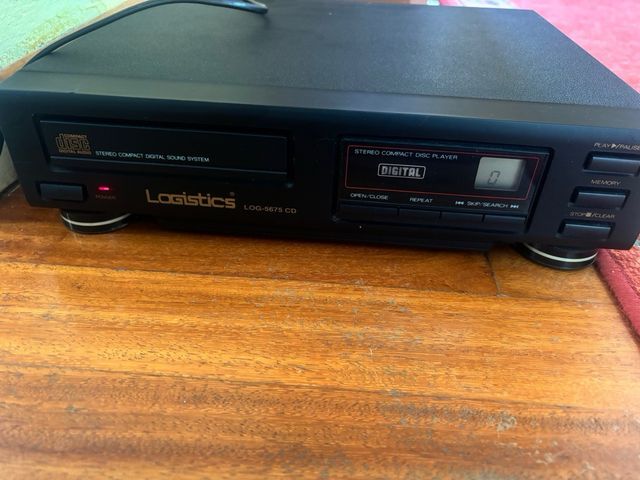 COMPACT
disc
DIGITAL AUDIO
STEREO COMPACT DIGITAL SOUND SYSTEM
POWER
Logistics
LOG-5675 CD
STEREO COMPACT DISC PLAYER
DIGITAL
0
OPEN/CLOSE
REPEAT
SKIP/SEARCH
PLAY/PAUSE
MEMORY
STOP/CLEAR